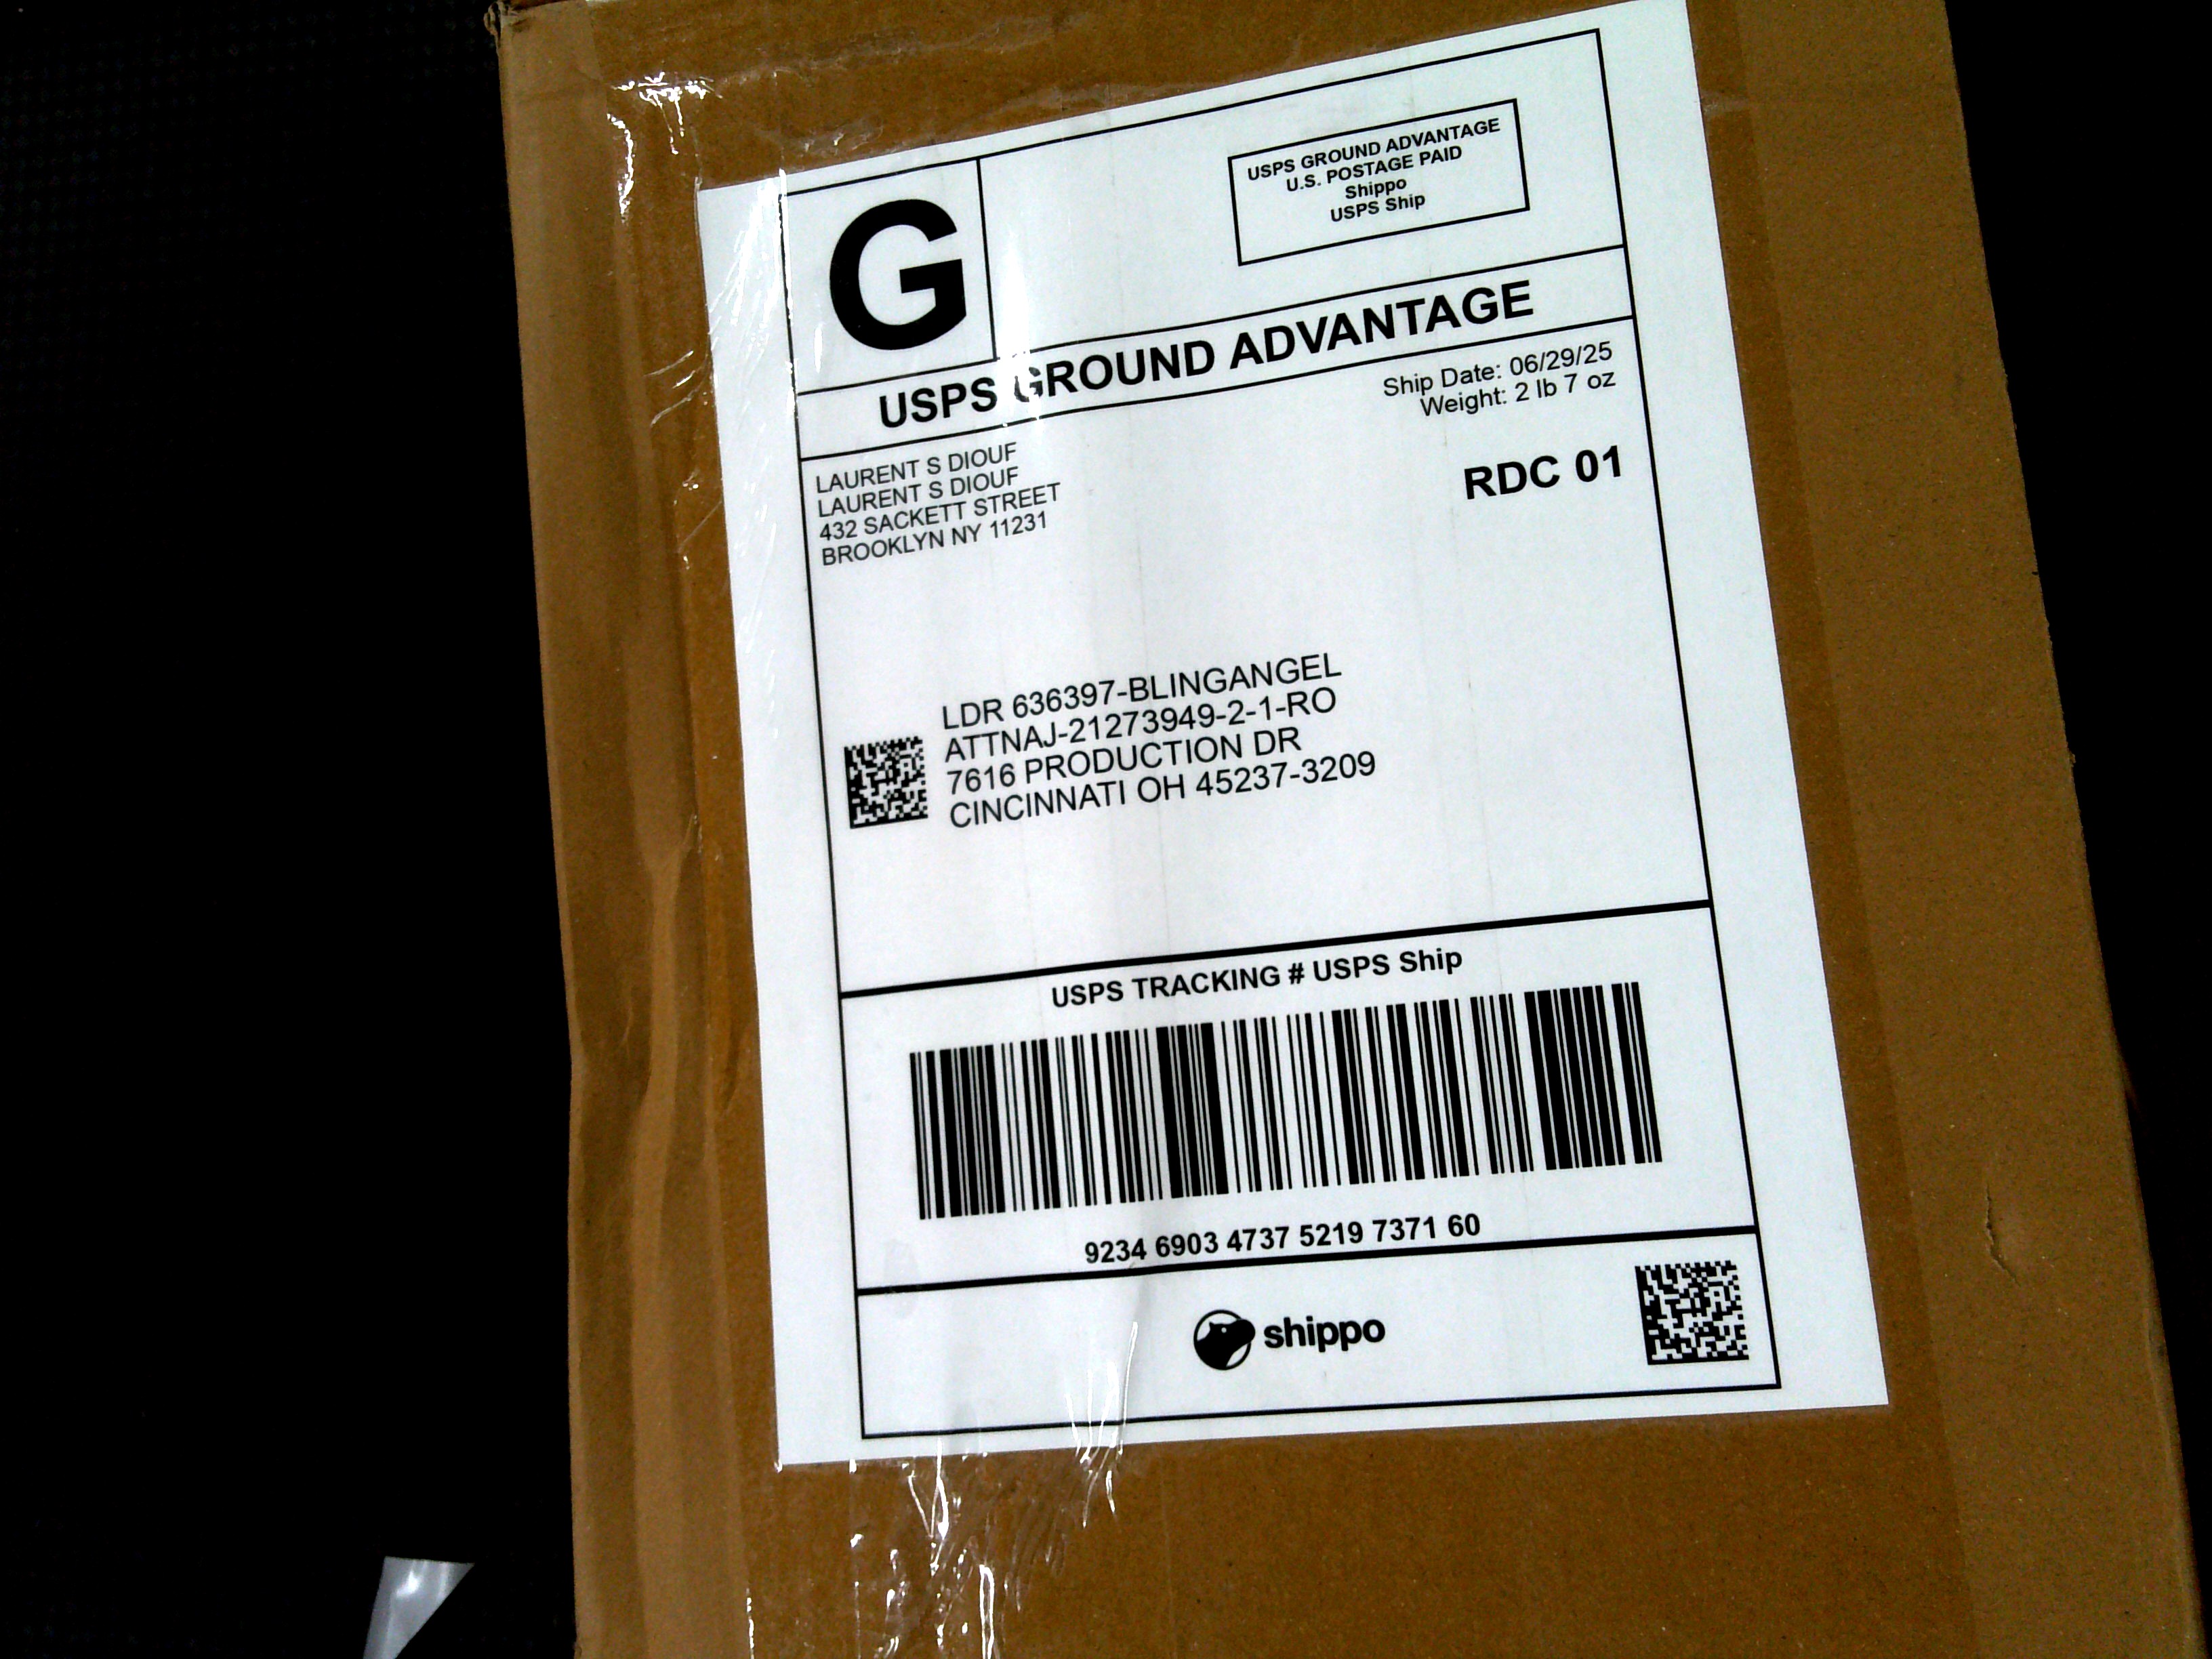 G
USPS GROUND ADVANTAGE
U.S. POSTAGE PAID
Shippo
USPS Ship
USPS GROUND ADVANTAGE
Ship Date: 06/29/25
Weight: 2 lb 7 oz
RDC 01
LAURENT S DIOUF
LAURENT S DIOUF
432 SACKETT STREET
BROOKLYN NY 11231
LDR 636397-BLINGANGEL
ATTNAJ-21273949-2-1-RO
7616 PRODUCTION DR
CINCINNATI OH 45237-3209
USPS TRACKING # USPS Ship
9234 6903 4737 5219 7371 60
shippo